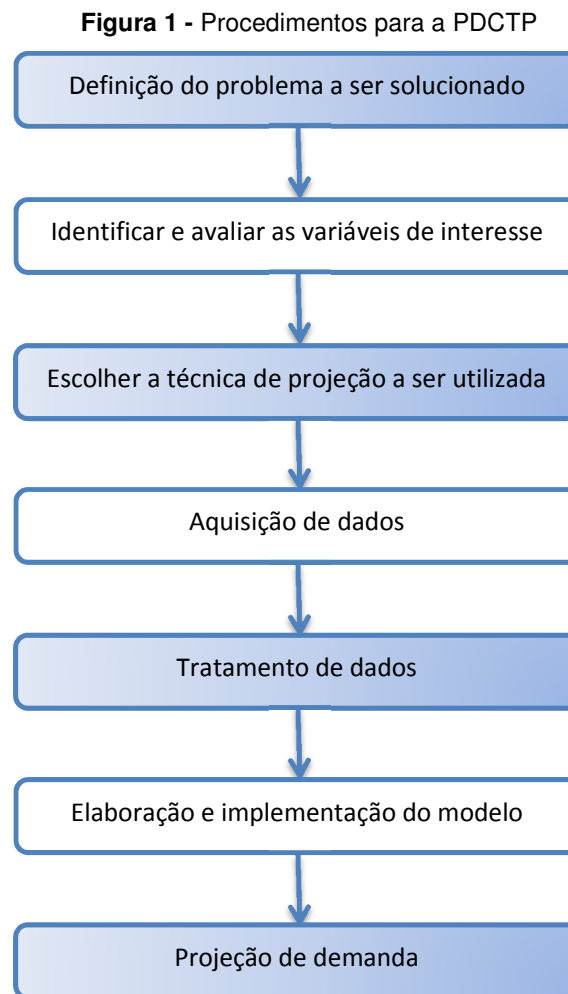 Figura 1 - Procedimentos para a PDCTP
Definição do problema a ser solucionado
Identificar e avaliar as variáveis de interesse
Escolher a técnica de projeção a ser utilizada
Aquisição de dados
Tratamento de dados
Elaboração e implementação do modelo
Projeção de demanda